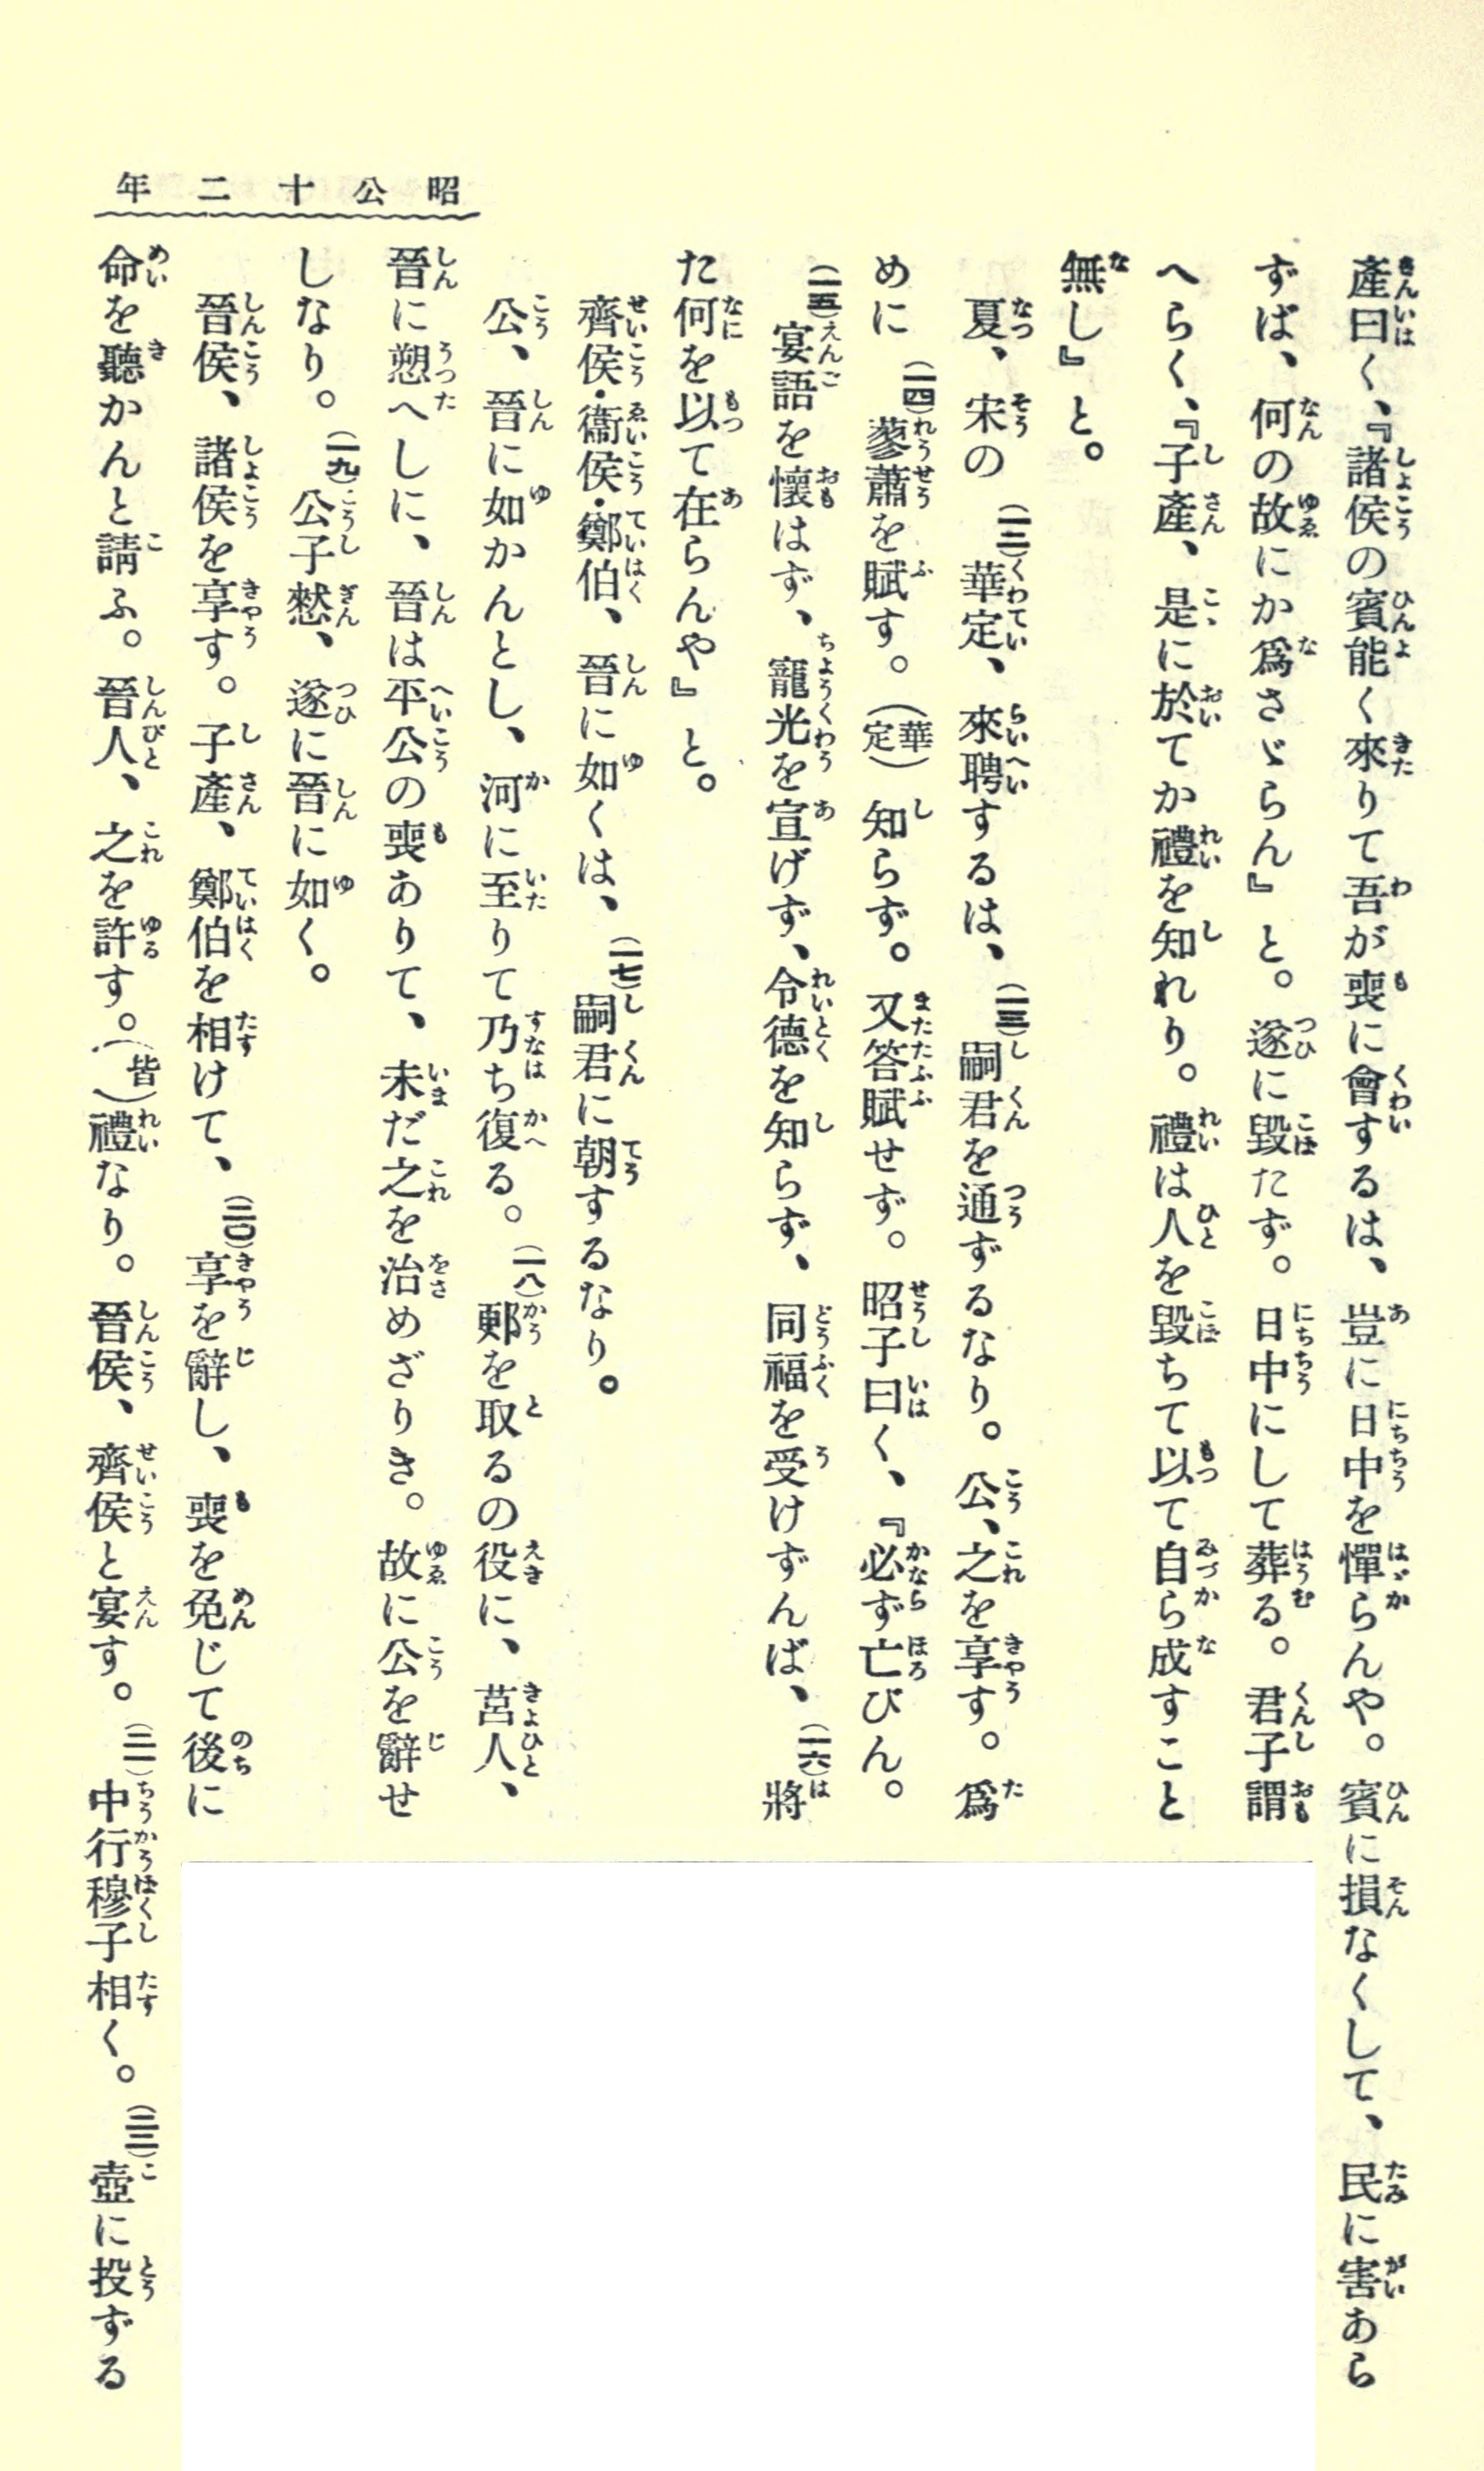 昭公十二年
產曰く、『諸侯の賓能く來りて吾が喪に會するは、豈に日中を憚らんや。賓に損なくして、民に害あら
ずば、何の故にか爲さゞらん』と。遂に毀たず。日中にして葬る。君子謂
へらく、『子產、是に於てか禮を知れり。禮は人を毀ちて以て自ら成すこと
無し』と。
夏、宋の(一二)華定、來聘するは、(一三)嗣君を通ずるなり。公、之を享す。爲
めに(一四)蓼蕭を賦す。(華定)知らず。又答賦せず。昭子曰く、『必ず亡びん。
(一五)宴語を懷はず、寵光を宣げず、令德を知らず、同福を受けずんば、(一六)將
た何を以て在らんや』と。
齊侯・衞侯・鄭伯、晉に如くは、(一七)嗣君に朝するなり。
公、晉に如かんとし、河に至りて乃ち復る。(一八)郠を取るの役に、莒人、
晉に愬へしに、晉は平公の喪ありて、未だ之を治めざりき。故に公を辭せ
しなり。(一九)公子憖、遂に晉に如く。
晉侯、諸侯を享す。子產、鄭伯を相けて、(二〇)享を辭し、喪を免じて後に
命を聽かんと請ふ。晉人、之を許す。(皆)禮なり。晉侯、齊侯と宴す。(二一)中行穆子相く。(二二)壺に投ずる